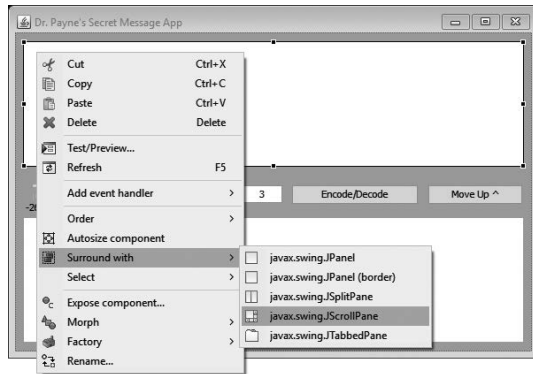 Dr. Payne's Secret Message App
Cut Ctrl+X
Copy Ctrl+C
Paste Ctrl+V
Delete Delete
Test/Preview...
Refresh F5
Add event handler > 3 Encode/Decode Move Up ^
Order >
Autosize component
Surround with > javax.swing.JPanel
Select > javax.swing.JPanel (border)
javax.swing.JSplitPane
Expose component...
Morph > javax.swing.JScrollPane
Factory > javax.swing.JTabbedPane
Rename...